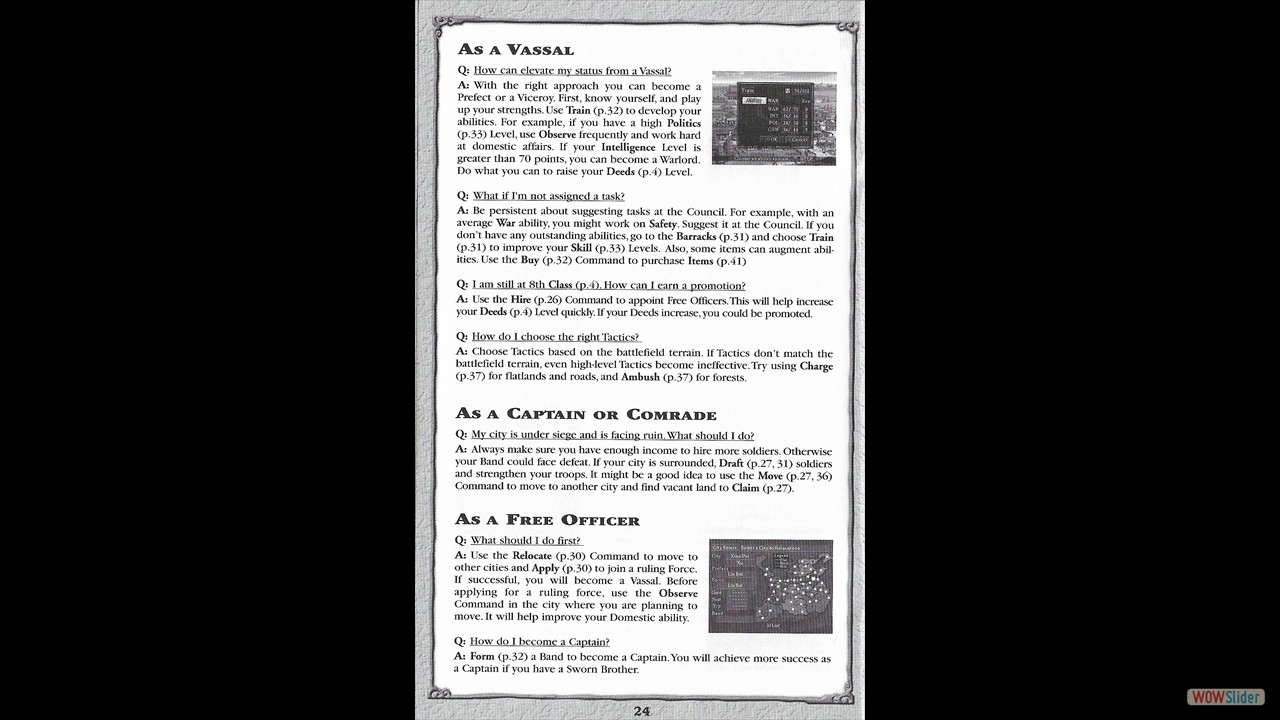 AS A VASSAL
Q: How can elevate my status from a Vassal?
A: With the right approach you can become a
Prefect or a Viceroy. First, know yourself, and play
up your strengths. Use Train (p.32) to develop your
abilities. For example, if you have a high Politics
(p.33) Level, use Observe frequently and work hard
at domestic affairs. If your Intelligence Level is
greater than 70 points, you can become a Warlord.
Do what you can to raise your Deeds (p.4) Level.
Q: What if I'm not assigned a task?
A: Be persistent about suggesting tasks at the Council. For example, with an
average War ability, you might work on Safety. Suggest it at the Council. If you
don't have any outstanding abilities, go to the Barracks (p.31) and choose Train
(p.31) to improve your Skill (p.33) Levels. Also, some items can augment abil-
ities. Use the Buy (p.32) Command to purchase Items (p.41)
Q: I am still at 8th Class (p.4). How can I earn a promotion?
A: Use the Hire (p.26) Command to appoint Free Officers. This will help increase
your Deeds (p.4) Level quickly. If your Deeds increase, you could be promoted.
Q: How do I choose the right Tactics?
A: Choose Tactics based on the battlefield terrain. If Tactics don't match the
battlefield terrain, even high-level Tactics become ineffective. Try using Charge
(p.37) for flatlands and roads, and Ambush (p.37) for forests.
AS A CAPTAIN OR COMRADE
Q: My city is under siege and is facing ruin. What should I do?
A: Always make sure you have enough income to hire more soldiers. Otherwise
your Band could face defeat. If your city is surrounded, Draft (p.27, 31) soldiers
and strengthen your troops. It might be a good idea to use the Move (p.27, 36)
Command to move to another city and find vacant land to Claim (p.27).
AS A FREE OFFICER
Q: What should I do first?
A: Use the Relocate (p.30) Command to move to
other cities and Apply (p.30) to join a ruling Force.
If successful, you will become a Vassal. Before
applying for a ruling force, use the Observe
Command in the city where you are planning to
move. It will help improve your Domestic ability.
Q: How do I become a Captain?
A: Form (p.32) a Band to become a Captain. You will achieve more success as
a Captain if you have a Sworn Brother.
24
WOWSlider